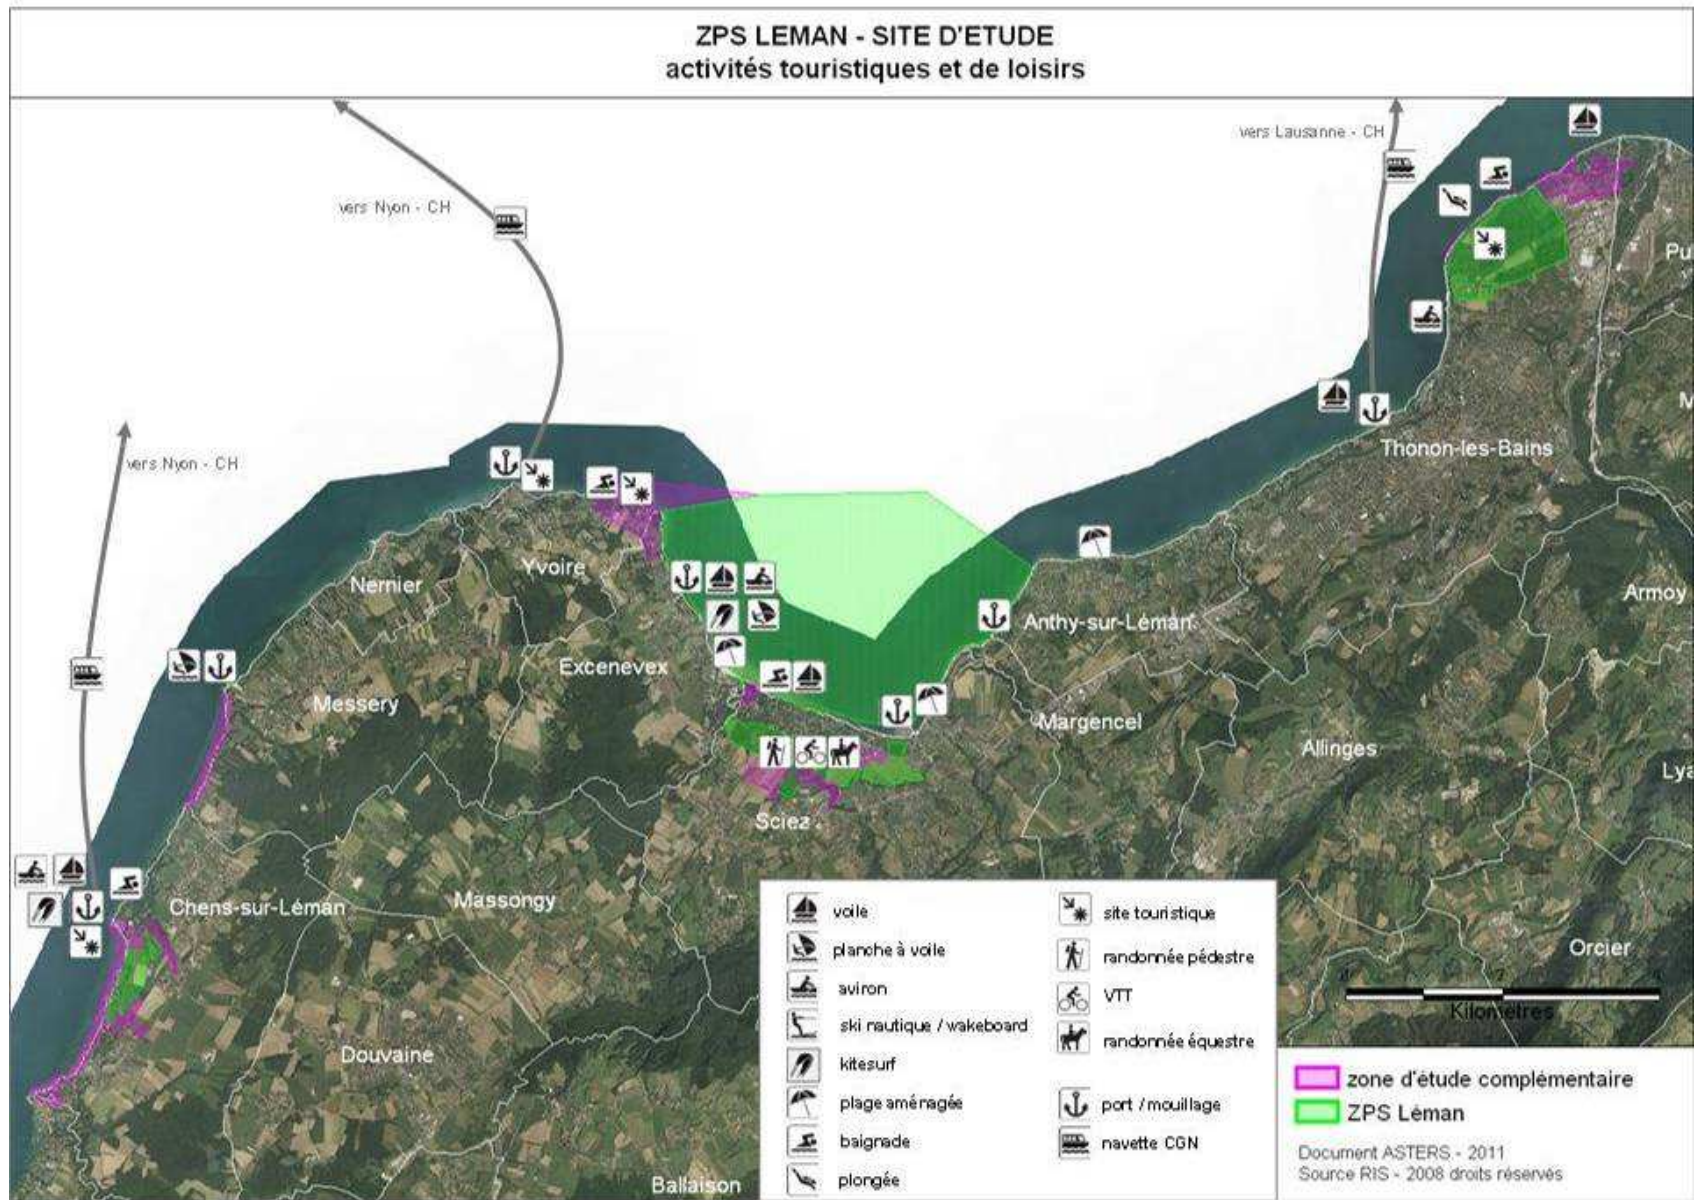 ZPS LEMAN - SITE D'ETUDE
activités touristiques et de loisirs
vers Lausanne - CH
vers Nyon - CH
Pu
M
vers Nyon - CH
Thonon-les-Bains
Nernier
Yvoire
Armoy
Anthy-sur-Léman
Excenevex
Messery
Margencel
Allinges
Lya
Sciez
Chens-sur-Léman
Massongy
Orcier
Kilomètres
Douvaine
Ballaison
voile
planche à voile
aviron
ski nautique / wakeboard
kitesurf
plage aménagée
baignade
plongée
site touristique
randonnée pédestre
VTT
randonnée équestre
port / mouillage
navette CGN
zone d'étude complémentaire
ZPS Léman
Document ASTERS - 2011
Source RIS - 2008 droits réservés